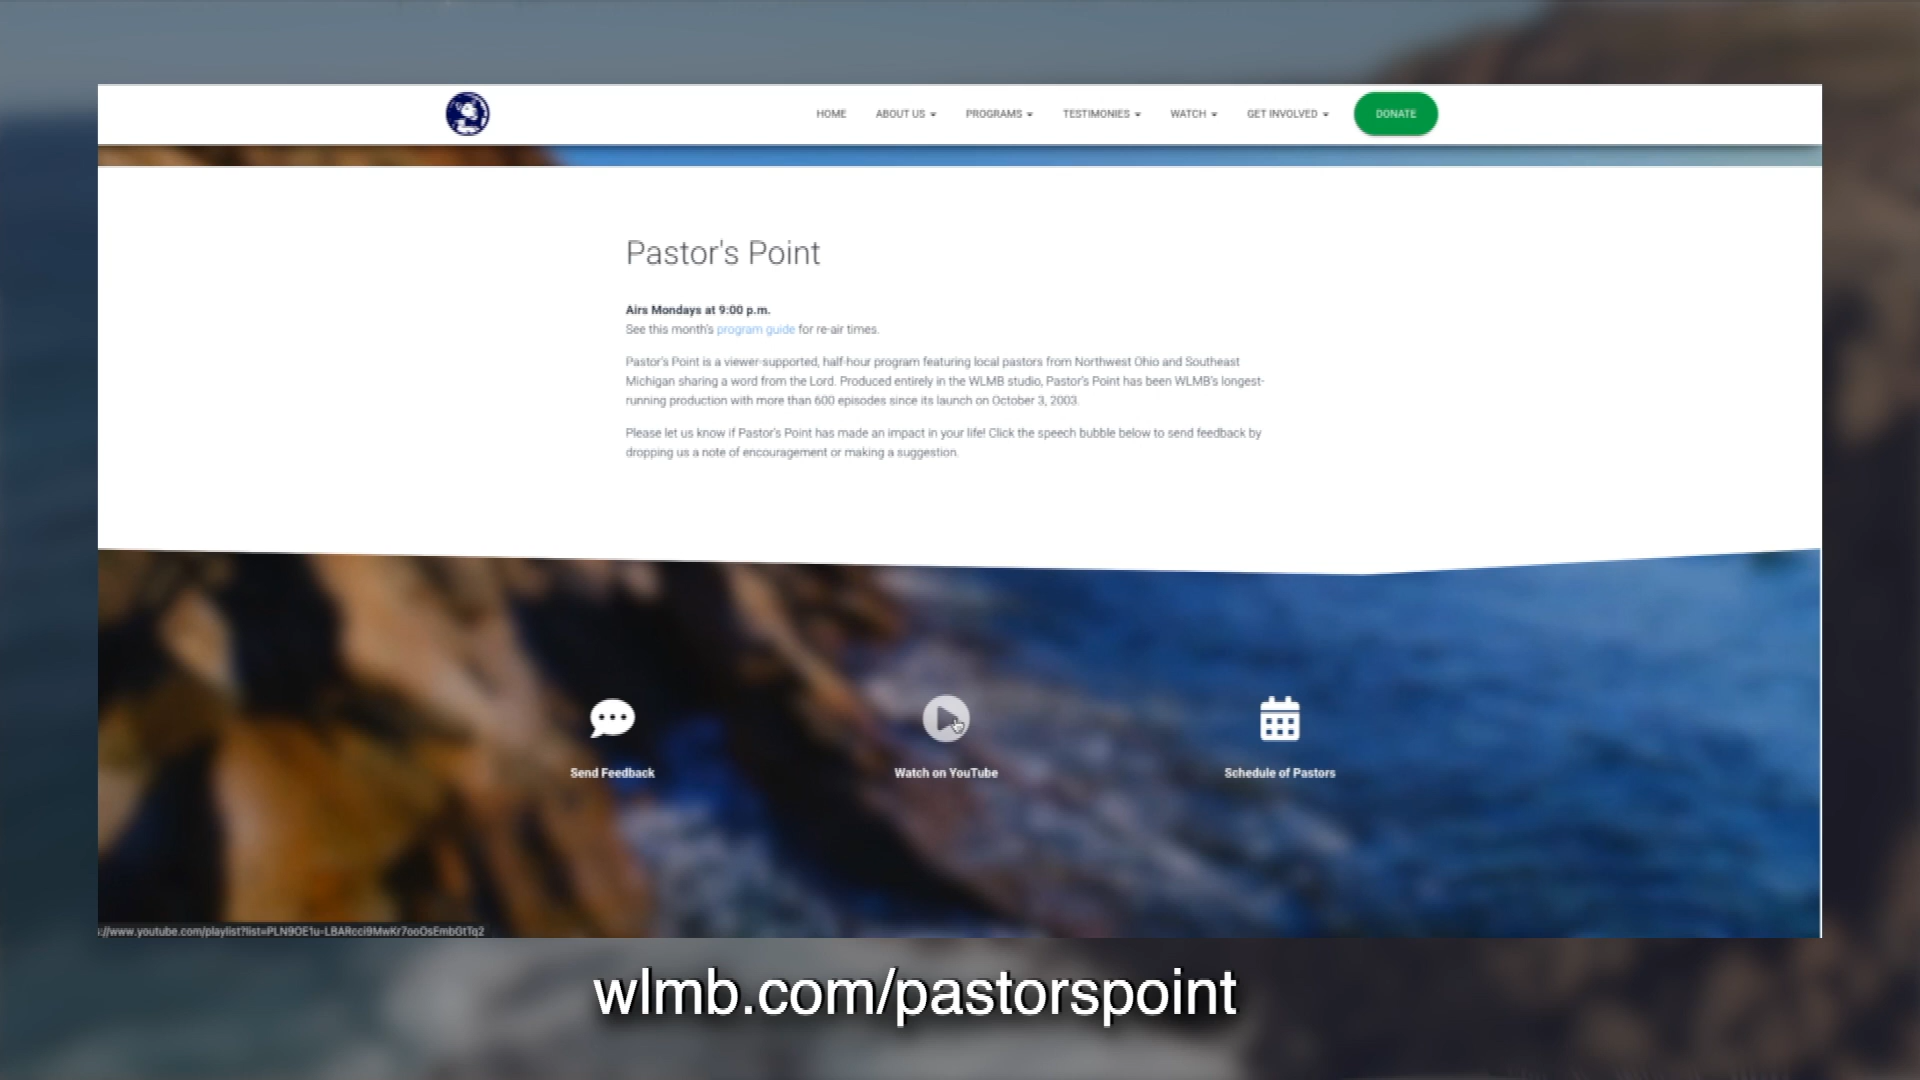 HOME ABOUT US PROGRAMS TESTIMONIES WATCH GET INVOLVED DONATE
Pastor's Point
Airs Mondays at 9:00 p.m.
See this month's program guide for re-air times.
Pastor's Point is a viewer-supported, half-hour program featuring local pastors from Northwest Ohio and Southeast
Michigan sharing a word from the Lord. Produced entirely in the WLMB studio, Pastor's Point has been WLMB's longest-
running production with more than 600 episodes since its launch on October 3, 2003.
Please let us know if Pastor's Point has made an impact in your life! Click the speech bubble below to send feedback by
dropping us a note of encouragement or making a suggestion.
Send Feedback Watch on YouTube Schedule of Pastors
wlmb.com/pastorspoint